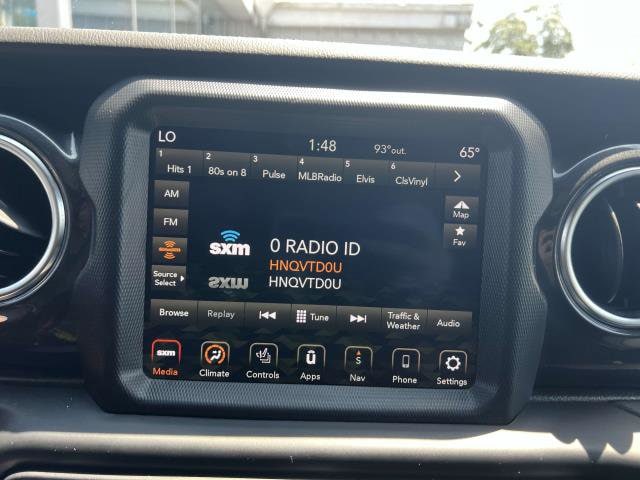 LO 1:48 93°out. 65°
1 2 3 4 5 6
Hits 1 80s on 8 Pulse MLBRadio Elvis ClsVinyl >
AM
FM
Map
Fav
Source
Select
sxm 0 RADIO ID
HNQVTD0U
sxm HNQVTD0U
Browse Replay Tune Traffic &
Weather Audio
sxm ū S
Media Climate Controls Apps Nav Phone Settings